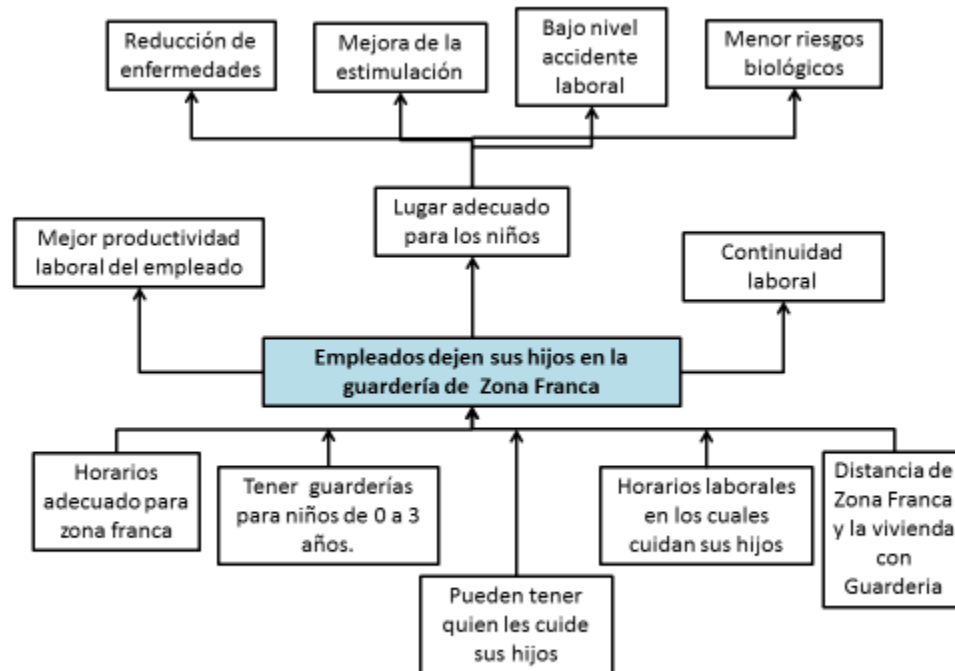 Reducción de
enfermedades
Mejora de la
estimulación
Bajo nivel
accidente
laboral
Menor riesgos
biológicos
Lugar adecuado
para los niños
Mejor productividad
laboral del empleado
Continuidad
laboral
Empleados dejen sus hijos en la
guardería de Zona Franca
Horarios
adecuado para
zona franca
Tener guarderías
para niños de 0 a 3
años.
Pueden tener
quien les cuide
sus hijos
Horarios laborales
en los cuales
cuidan sus hijos
Distancia de
Zona Franca
y la vivienda
con
Guarderia